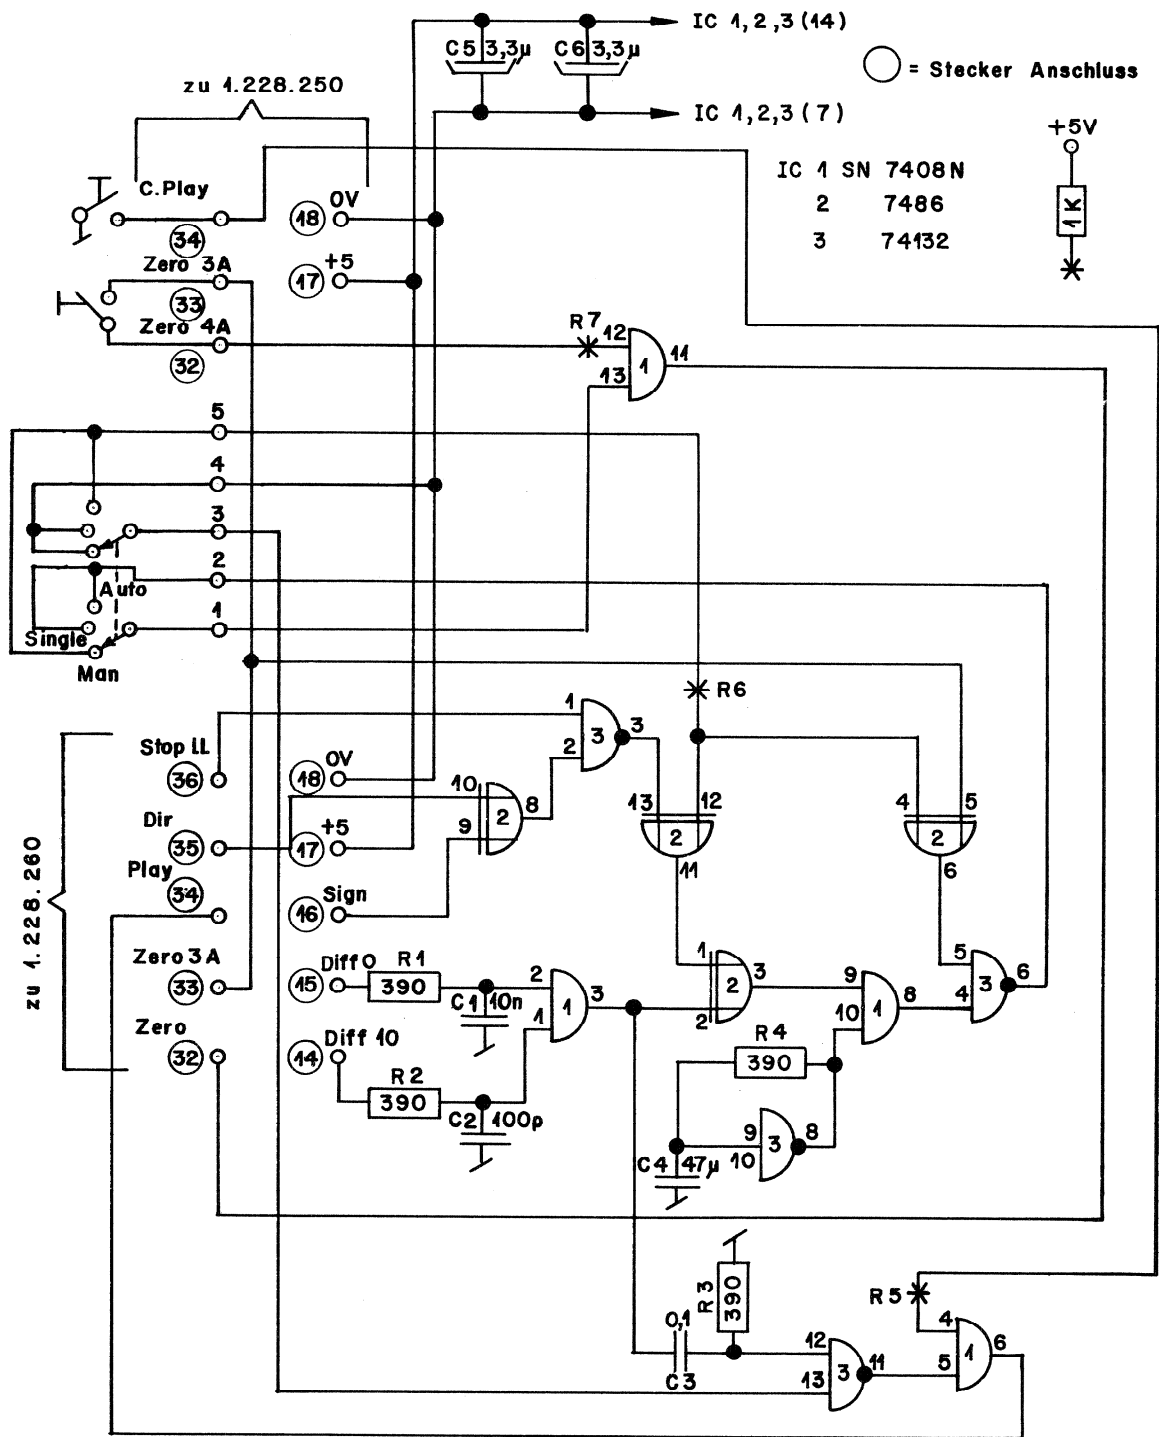 IC 1, 2, 3 (14)
C5 3,3µ
C6 3,3µ
= Stecker Anschluss
zu 1.228.250
IC 1, 2, 3 (7)
+5V
1K
IC 1 SN 7408N
2 7486
3 74132
C.Play
34
18
0V
Zero 3A
33
17
+5
Zero 4A
32
R7
12
13
1
11
5
4
3
2
1
Auto
Single
Man
R6
zu 1.228.260
Stop I.L
36
18
0V
Dir
35
17
+5
Play
34
16
Sign
Zero 3A
33
15
Diff 0
R1
390
C1 10n
Zero
32
14
Diff 10
R2
390
C2 100p
1
2
3
3
10
9
2
8
13
12
2
11
4
5
2
6
2
1
1
3
1
2
2
3
9
10
1
8
5
4
3
6
R4
390
C4 47µ
9
10
3
8
R3
390
0,1
C3
12
13
3
11
R5
4
5
1
6